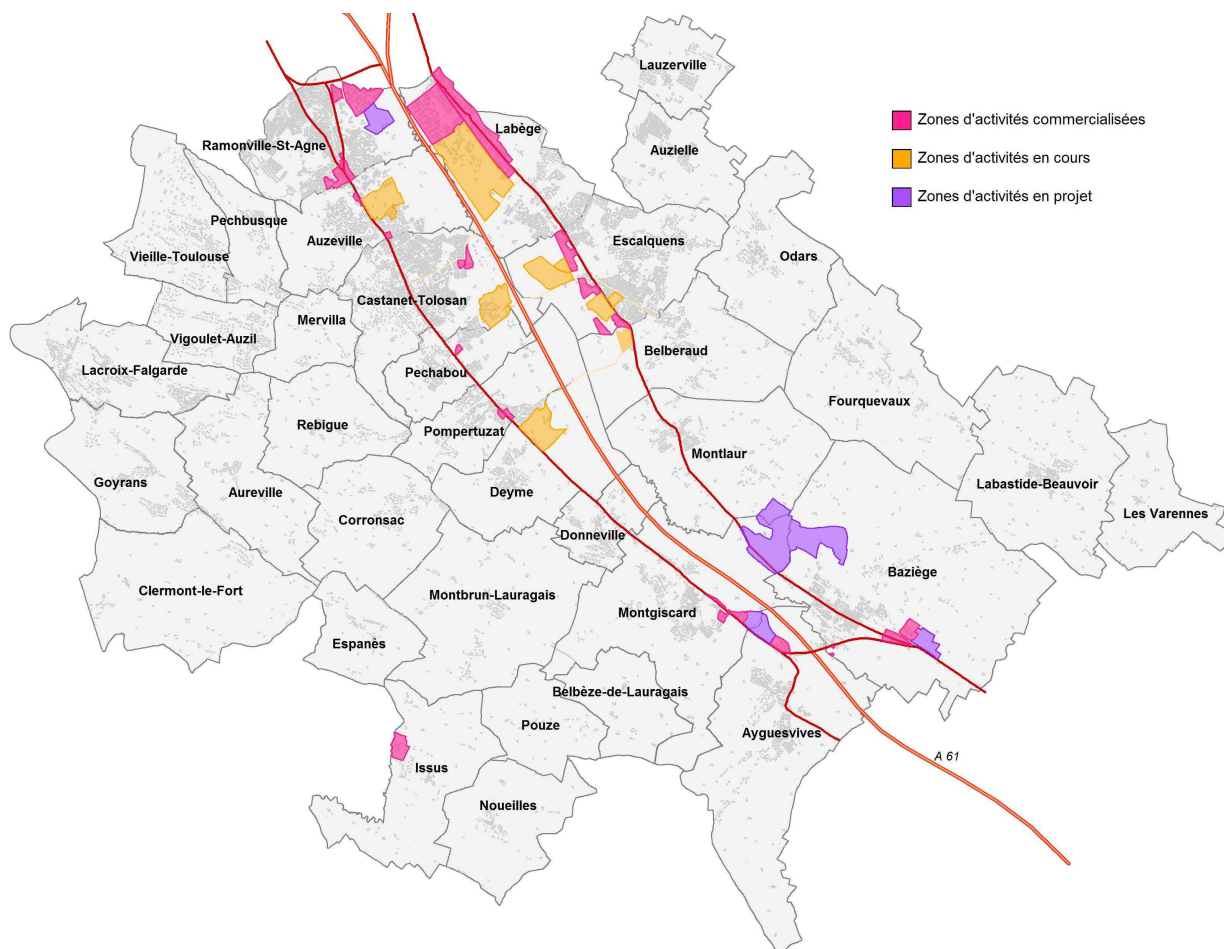 Lauzerville
Zones d'activités commercialisées
Labège
Ramonville-St-Agne
Zones d'activités en cours
Auzielle
Zones d'activités en projet
Pechbusque
Auzeville
Escalquens
Vieille-Toulouse
Odars
Castanet-Tolosan
Mervilla
Vigoulet-Auzil
Belberaud
Lacroix-Falgarde
Pechabou
Fourquevaux
Rebigue
Pompertuzat
Montlaur
Goyrans
Labastide-Beauvoir
Aureville
Deyme
Les Varennes
Corronsac
Donneville
Baziège
Clermont-le-Fort
Montbrun-Lauragais
Montgiscard
Espanès
Belbèze-de-Lauragais
Pouze
Ayguesvives
A 61
Issus
Noueilles